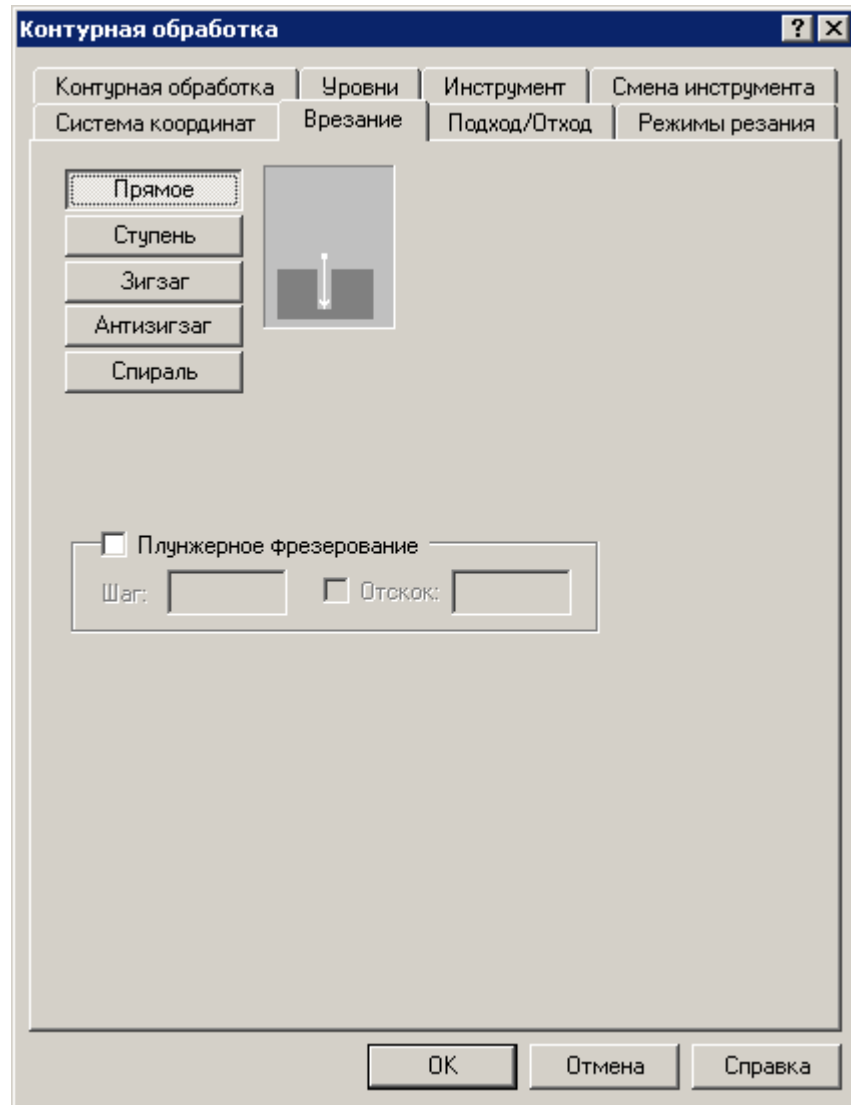 Контурная обработка
Контурная обработка Уровни Инструмент Смена инструмента
Система координат Врезание Подход/Отход Режимы резания
Прямое
Ступень
Зигзаг
Антизигзаг
Спираль
Плунжерное фрезерование
Шаг: Отскок:
OK Отмена Справка